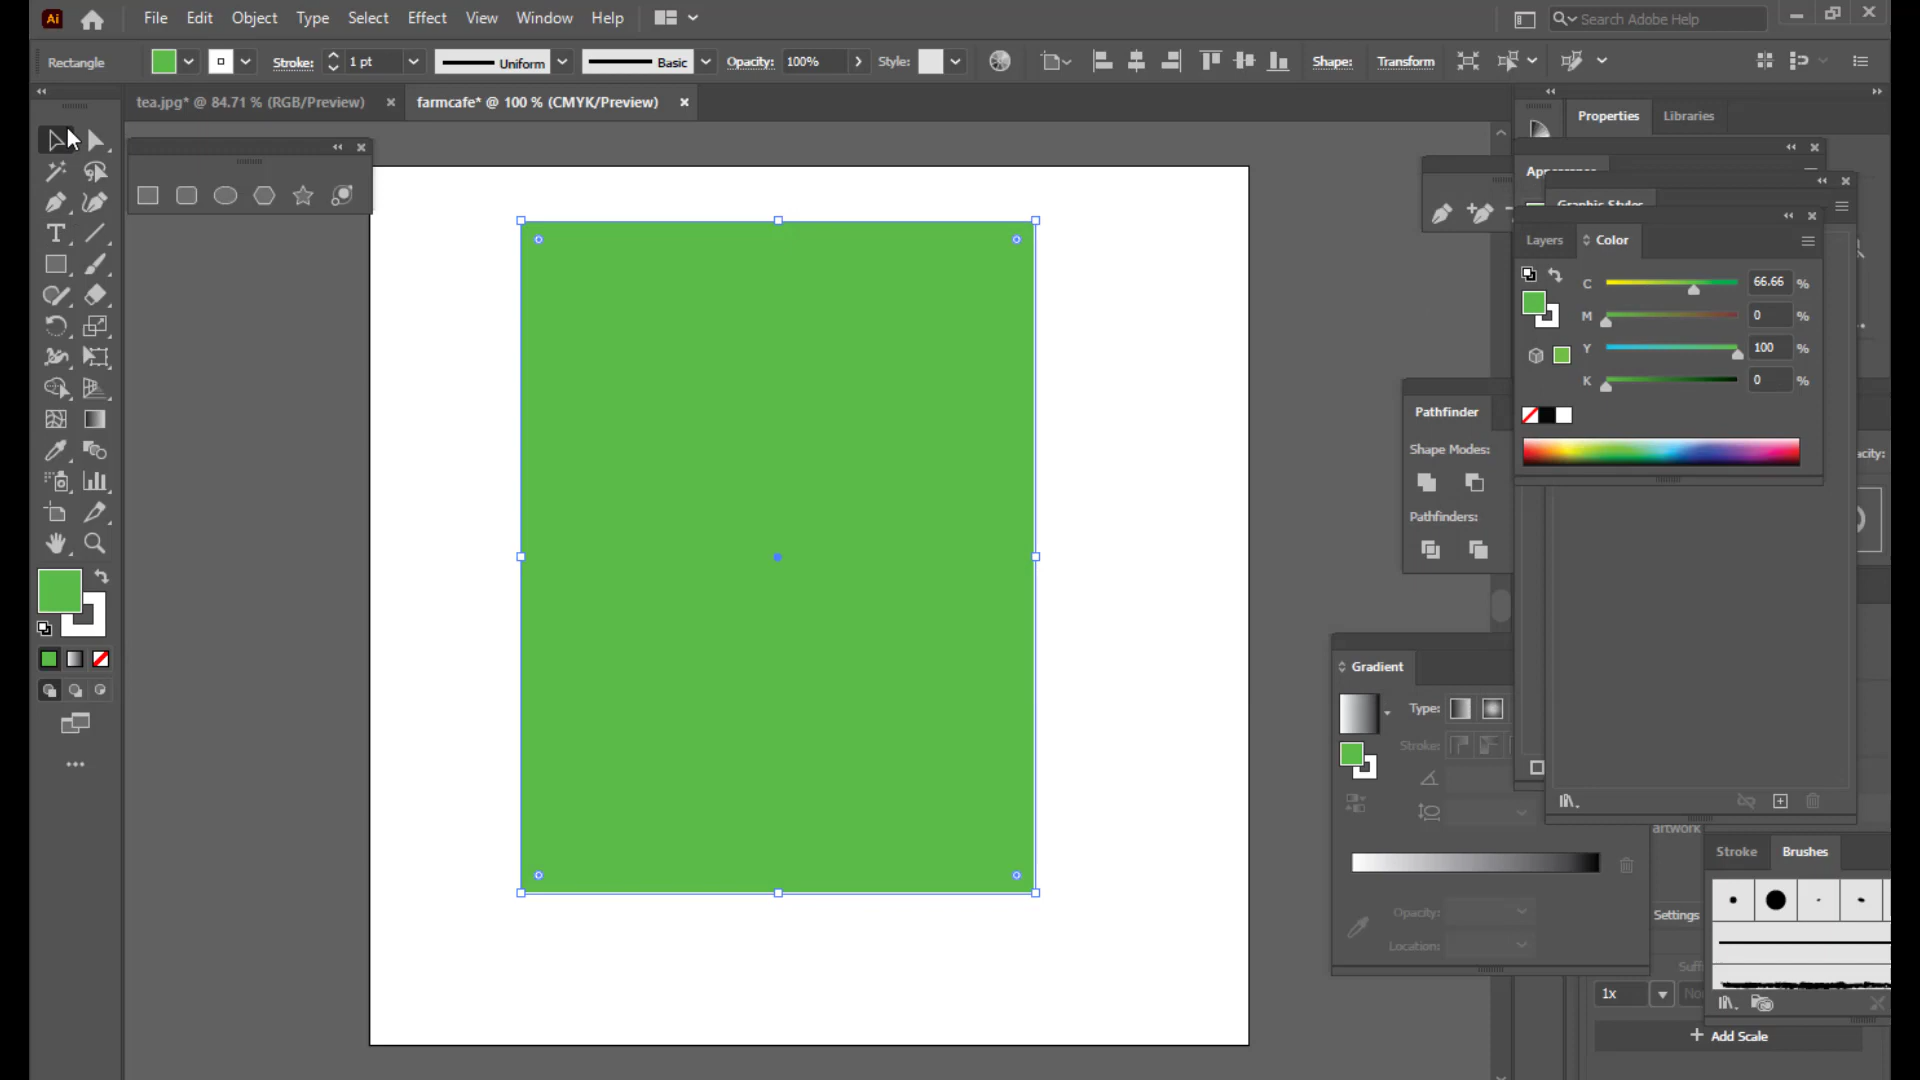 Ai File Edit Object Type Select Effect View Window Help Search Adobe Help
Rectangle Stroke: 1 pt Uniform Basic Opacity: 100% Style: Shape: Transform
tea.jpg* @ 84.71 % (RGB/Preview) farmcafe* @ 100 % (CMYK/Preview)
Properties Libraries
Appearance
Graphic Styles
Layers Color
C 66.66 %
M 0 %
Y 100 %
K 0 %
Pathfinder
Shape Modes:
acity:
Pathfinders:
Gradient
Type:
Stroke:
artwork
Stroke Brushes
Opacity:
Settings
Location:
Suff
1x No
+ Add Scale